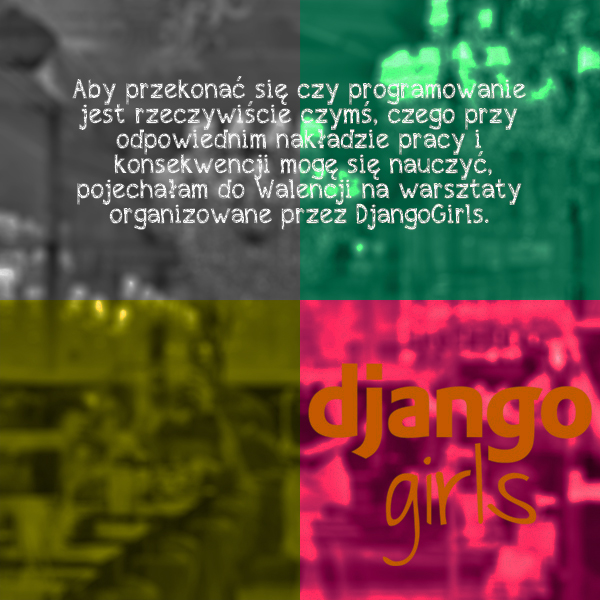 Aby przekonać się czy programowanie
jest rzeczywiście czymś, czego przy
odpowiednim nakładzie pracy i
konsekwencji mogę się nauczyć,
pojechałam do Walencji na warsztaty
organizowane przez DjangoGirls.
django
girls